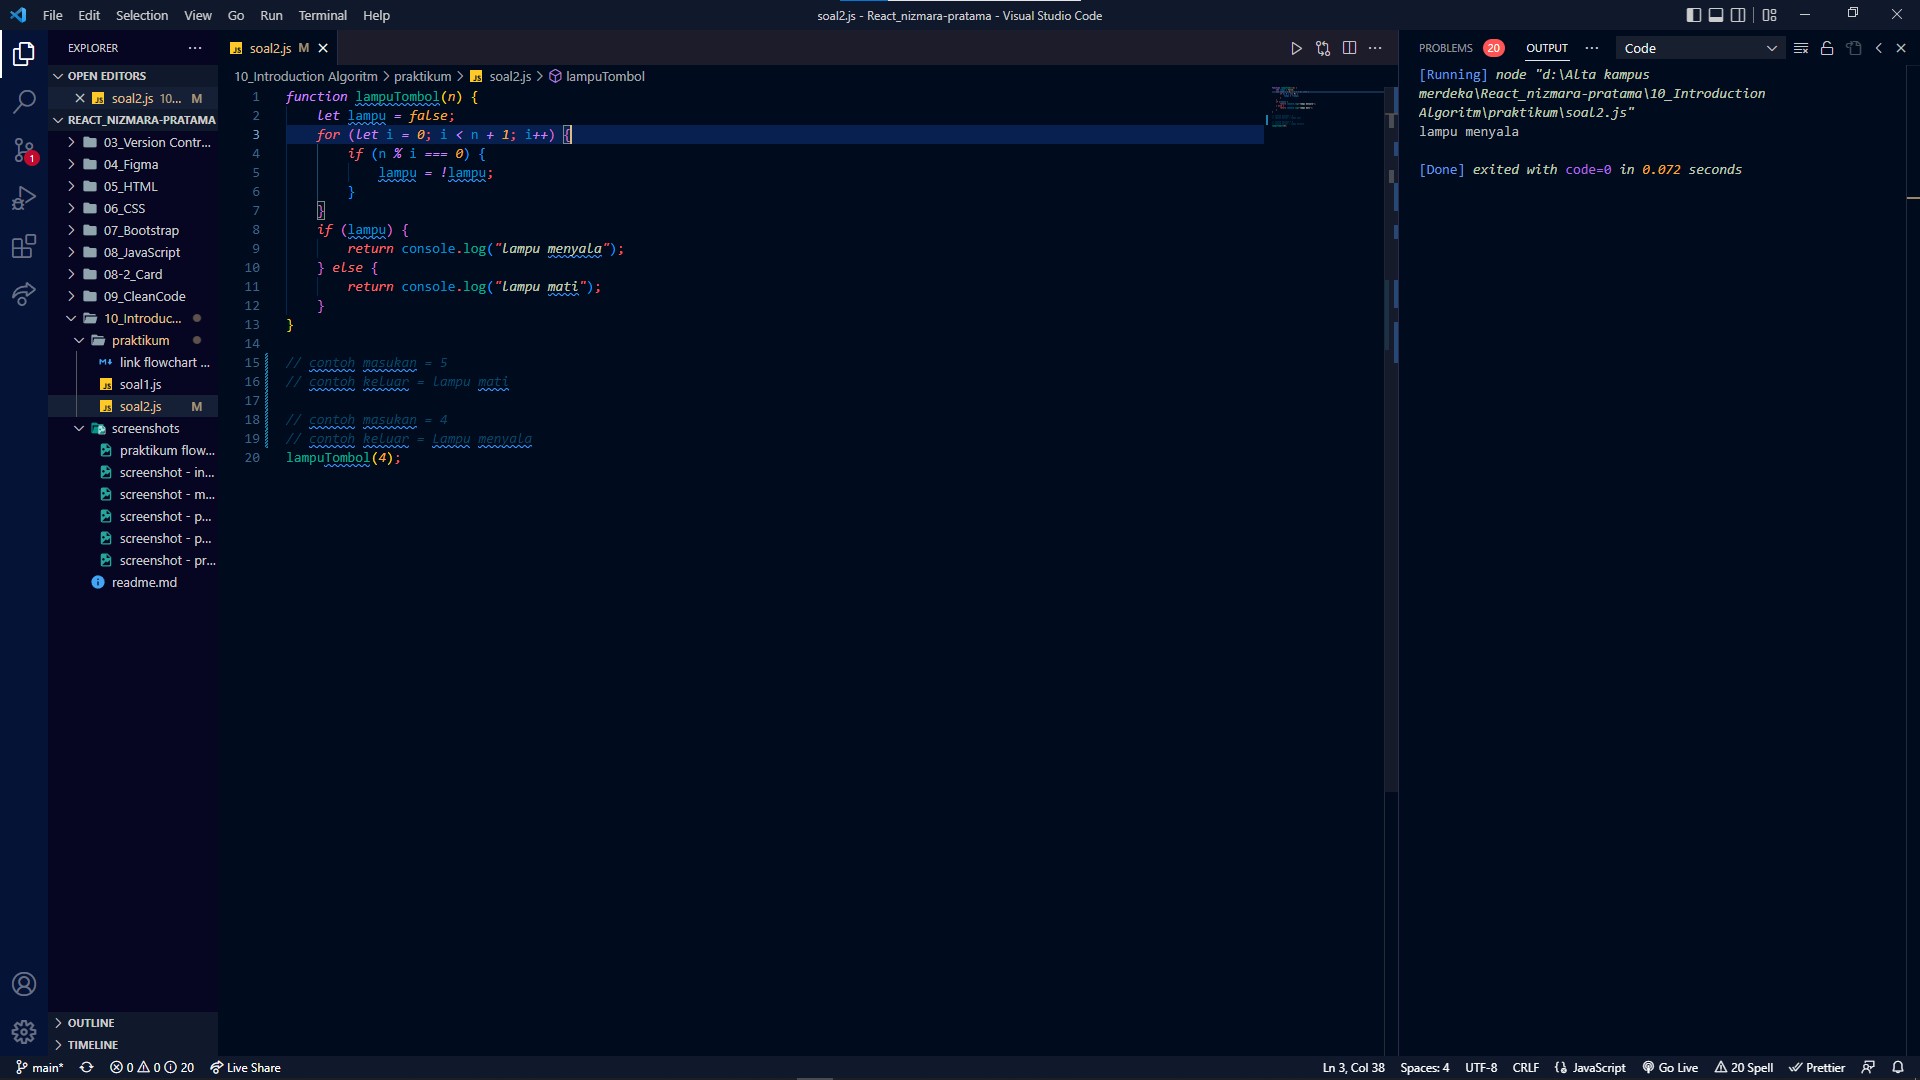 File Edit Selection View Go Run Terminal Help
soal2.js - React_nizmara-pratama - Visual Studio Code
EXPLORER
OPEN EDITORS
soal2.js 10... M
REACT_NIZMARA-PRATAMA
03_Version Contr...
04_Figma
05_HTML
06_CSS
07_Bootstrap
08_JavaScript
08-2_Card
09_CleanCode
10_Introduc...
praktikum
link flowchart ...
soal1.js
soal2.js M
screenshots
praktikum flow...
screenshot - in...
screenshot - m...
screenshot - p...
screenshot - p...
screenshot - pr...
readme.md
OUTLINE
TIMELINE
soal2.js M
10_Introduction Algoritm > praktikum > soal2.js > lampuTombol
1 function lampuTombol(n) {
2 let lampu = false;
3 for (let i = 0; i < n + 1; i++) {
4 if (n % i === 0) {
5 lampu = !lampu;
6 }
7 }
8 if (lampu) {
9 return console.log("lampu menyala");
10 } else {
11 return console.log("lampu mati");
12 }
13 }
14
15 // contoh masukan = 5
16 // contoh keluar = lampu mati
17
18 // contoh masukan = 4
19 // contoh keluar = Lampu menyala
20 lampuTombol(4);
PROBLEMS 20 OUTPUT Code
[Running] node "d:\Alta kampus
merdeka\React_nizmara-pratama\10_Introduction
Algoritm\praktikum\soal2.js"
lampu menyala
[Done] exited with code=0 in 0.072 seconds
1
main* 0 0 20 Live Share
Ln 3, Col 38 Spaces: 4 UTF-8 CRLF JavaScript Go Live 20 Spell Prettier